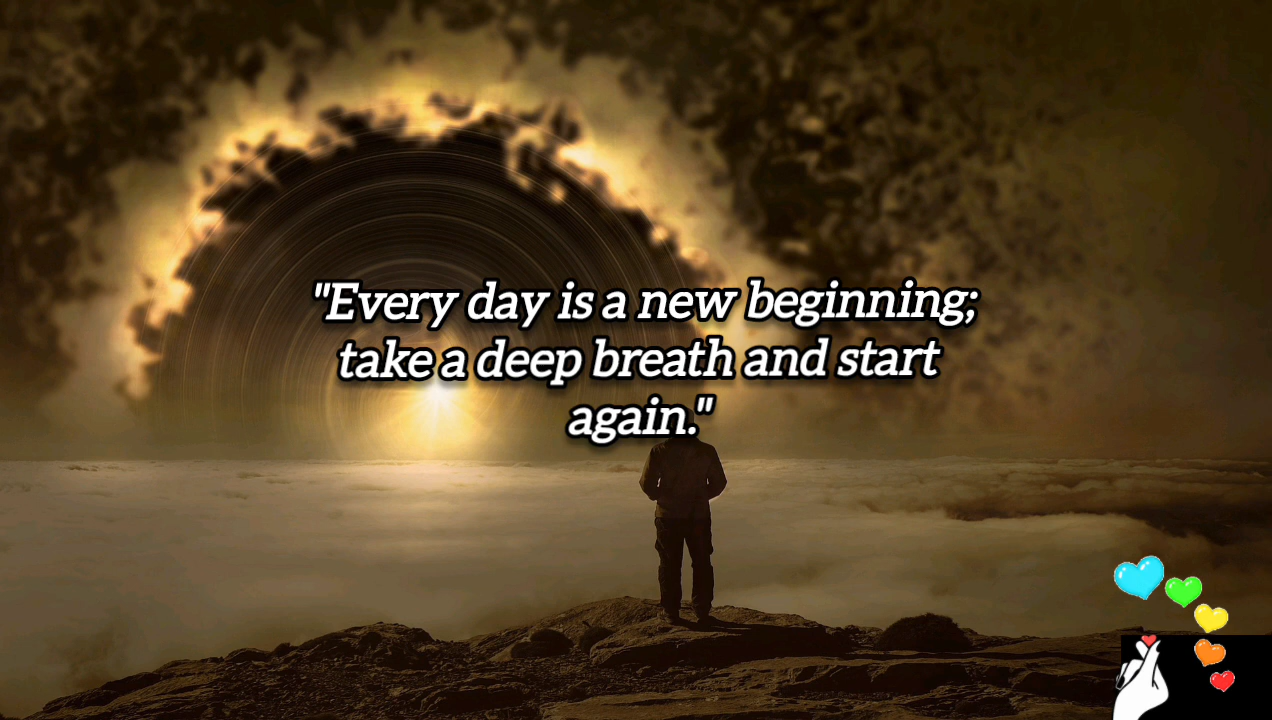 "Every day is a new beginning;
take a deep breath and start
again."